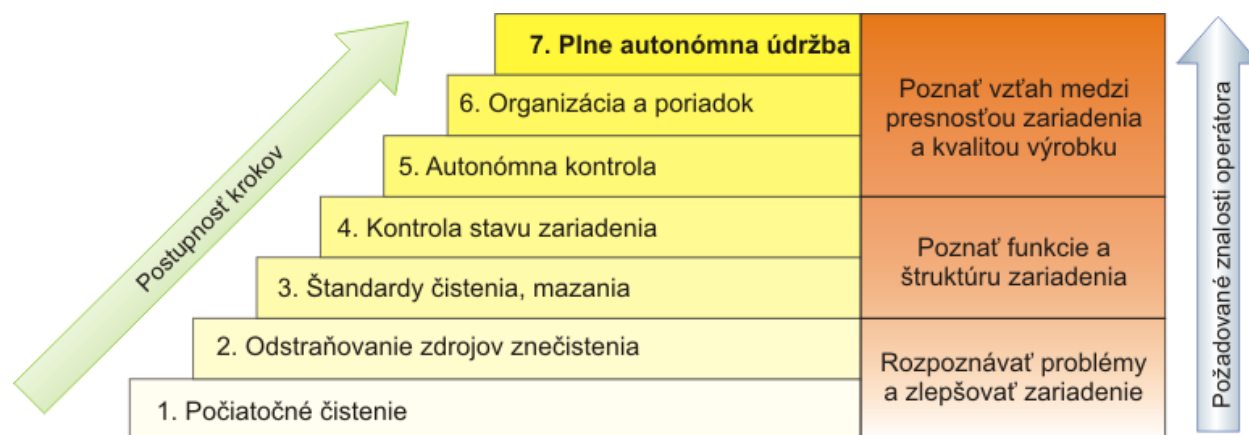 7. Plne autonómna údržba
6. Organizácia a poriadok
5. Autonómna kontrola
4. Kontrola stavu zariadenia
3. Štandardy čistenia, mazania
2. Odstraňovanie zdrojov znečistenia
1. Počiatočné čistenie
Postupnosť krokov
Poznať vzťah medzi
presnosťou zariadenia
a kvalitou výrobku
Poznať funkcie a
štruktúru zariadenia
Rozpoznávať problémy
a zlepšovať zariadenie
Požadované znalosti operátora